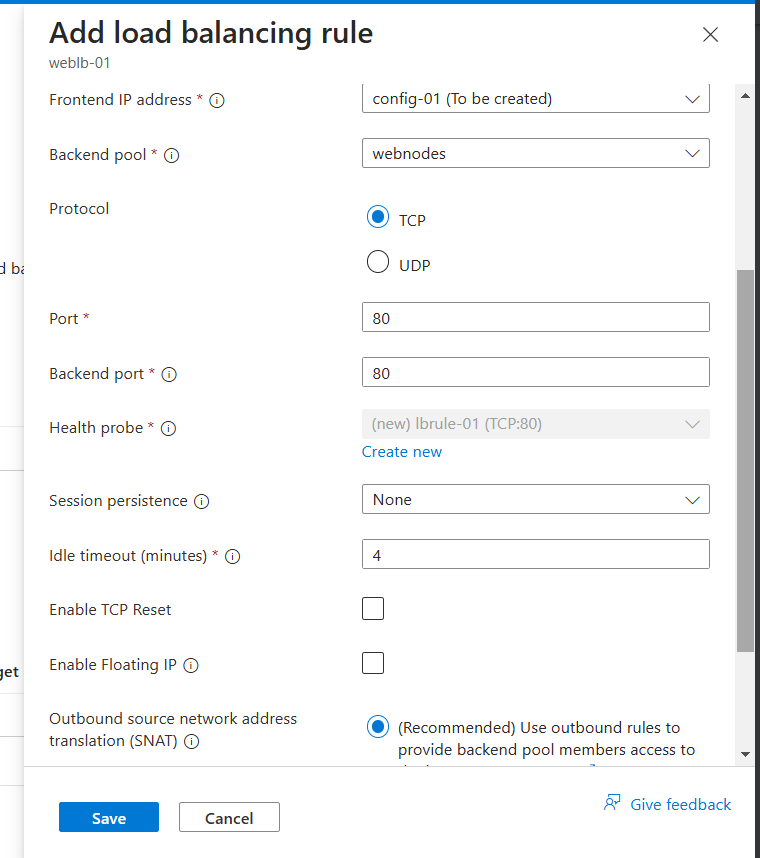 Add load balancing rule
weblb-01
Frontend IP address *
config-01 (To be created)
Backend pool *
webnodes
Protocol
TCP
UDP
Port *
80
Backend port *
80
Health probe *
(new) lbrule-01 (TCP:80)
Create new
Session persistence
None
Idle timeout (minutes) *
4
Enable TCP Reset
Enable Floating IP
Outbound source network address
translation (SNAT)
(Recommended) Use outbound rules to
provide backend pool members access to
Save
Cancel
Give feedback